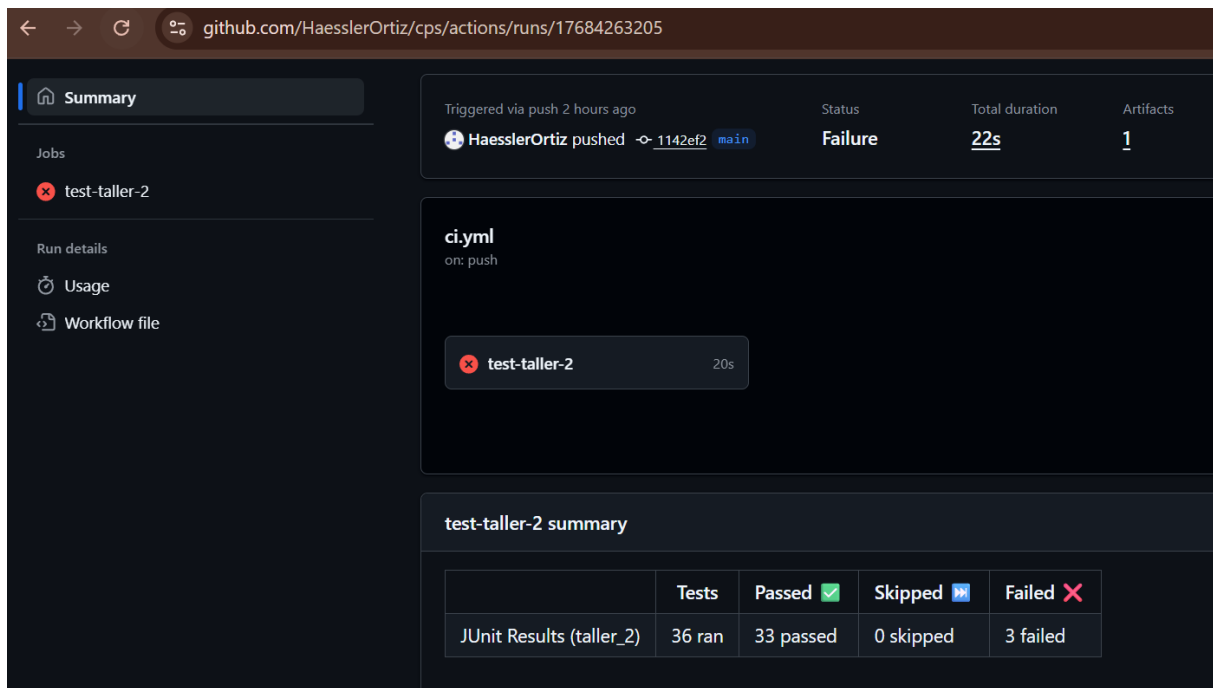 github.com/HaesslerOrtiz/cps/actions/runs/17684263205
Summary
Jobs
test-taller-2
Run details
Usage
Workflow file
Triggered via push 2 hours ago
HaesslerOrtiz pushed 1142ef2 main
Status
Failure
Total duration
22s
Artifacts
1
ci.yml
on: push
test-taller-2 20s
test-taller-2 summary
Tests Passed ✅ Skipped ⏭️ Failed ❌
JUnit Results (taller_2) 36 ran 33 passed 0 skipped 3 failed